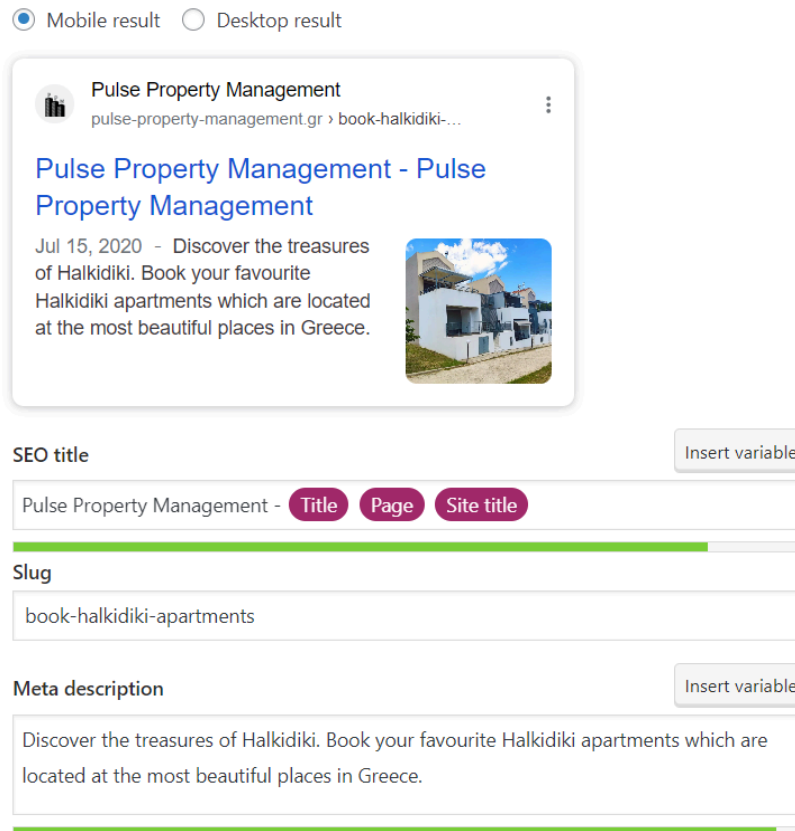 Mobile result Desktop result
Pulse Property Management
pulse-property-management.gr › book-halkidiki-...
Pulse Property Management - Pulse
Property Management
Jul 15, 2020 - Discover the treasures
of Halkidiki. Book your favourite
Halkidiki apartments which are located
at the most beautiful places in Greece.
SEO title
Insert variable
Pulse Property Management - Title Page Site title
Slug
book-halkidiki-apartments
Meta description
Insert variable
Discover the treasures of Halkidiki. Book your favourite Halkidiki apartments which are
located at the most beautiful places in Greece.